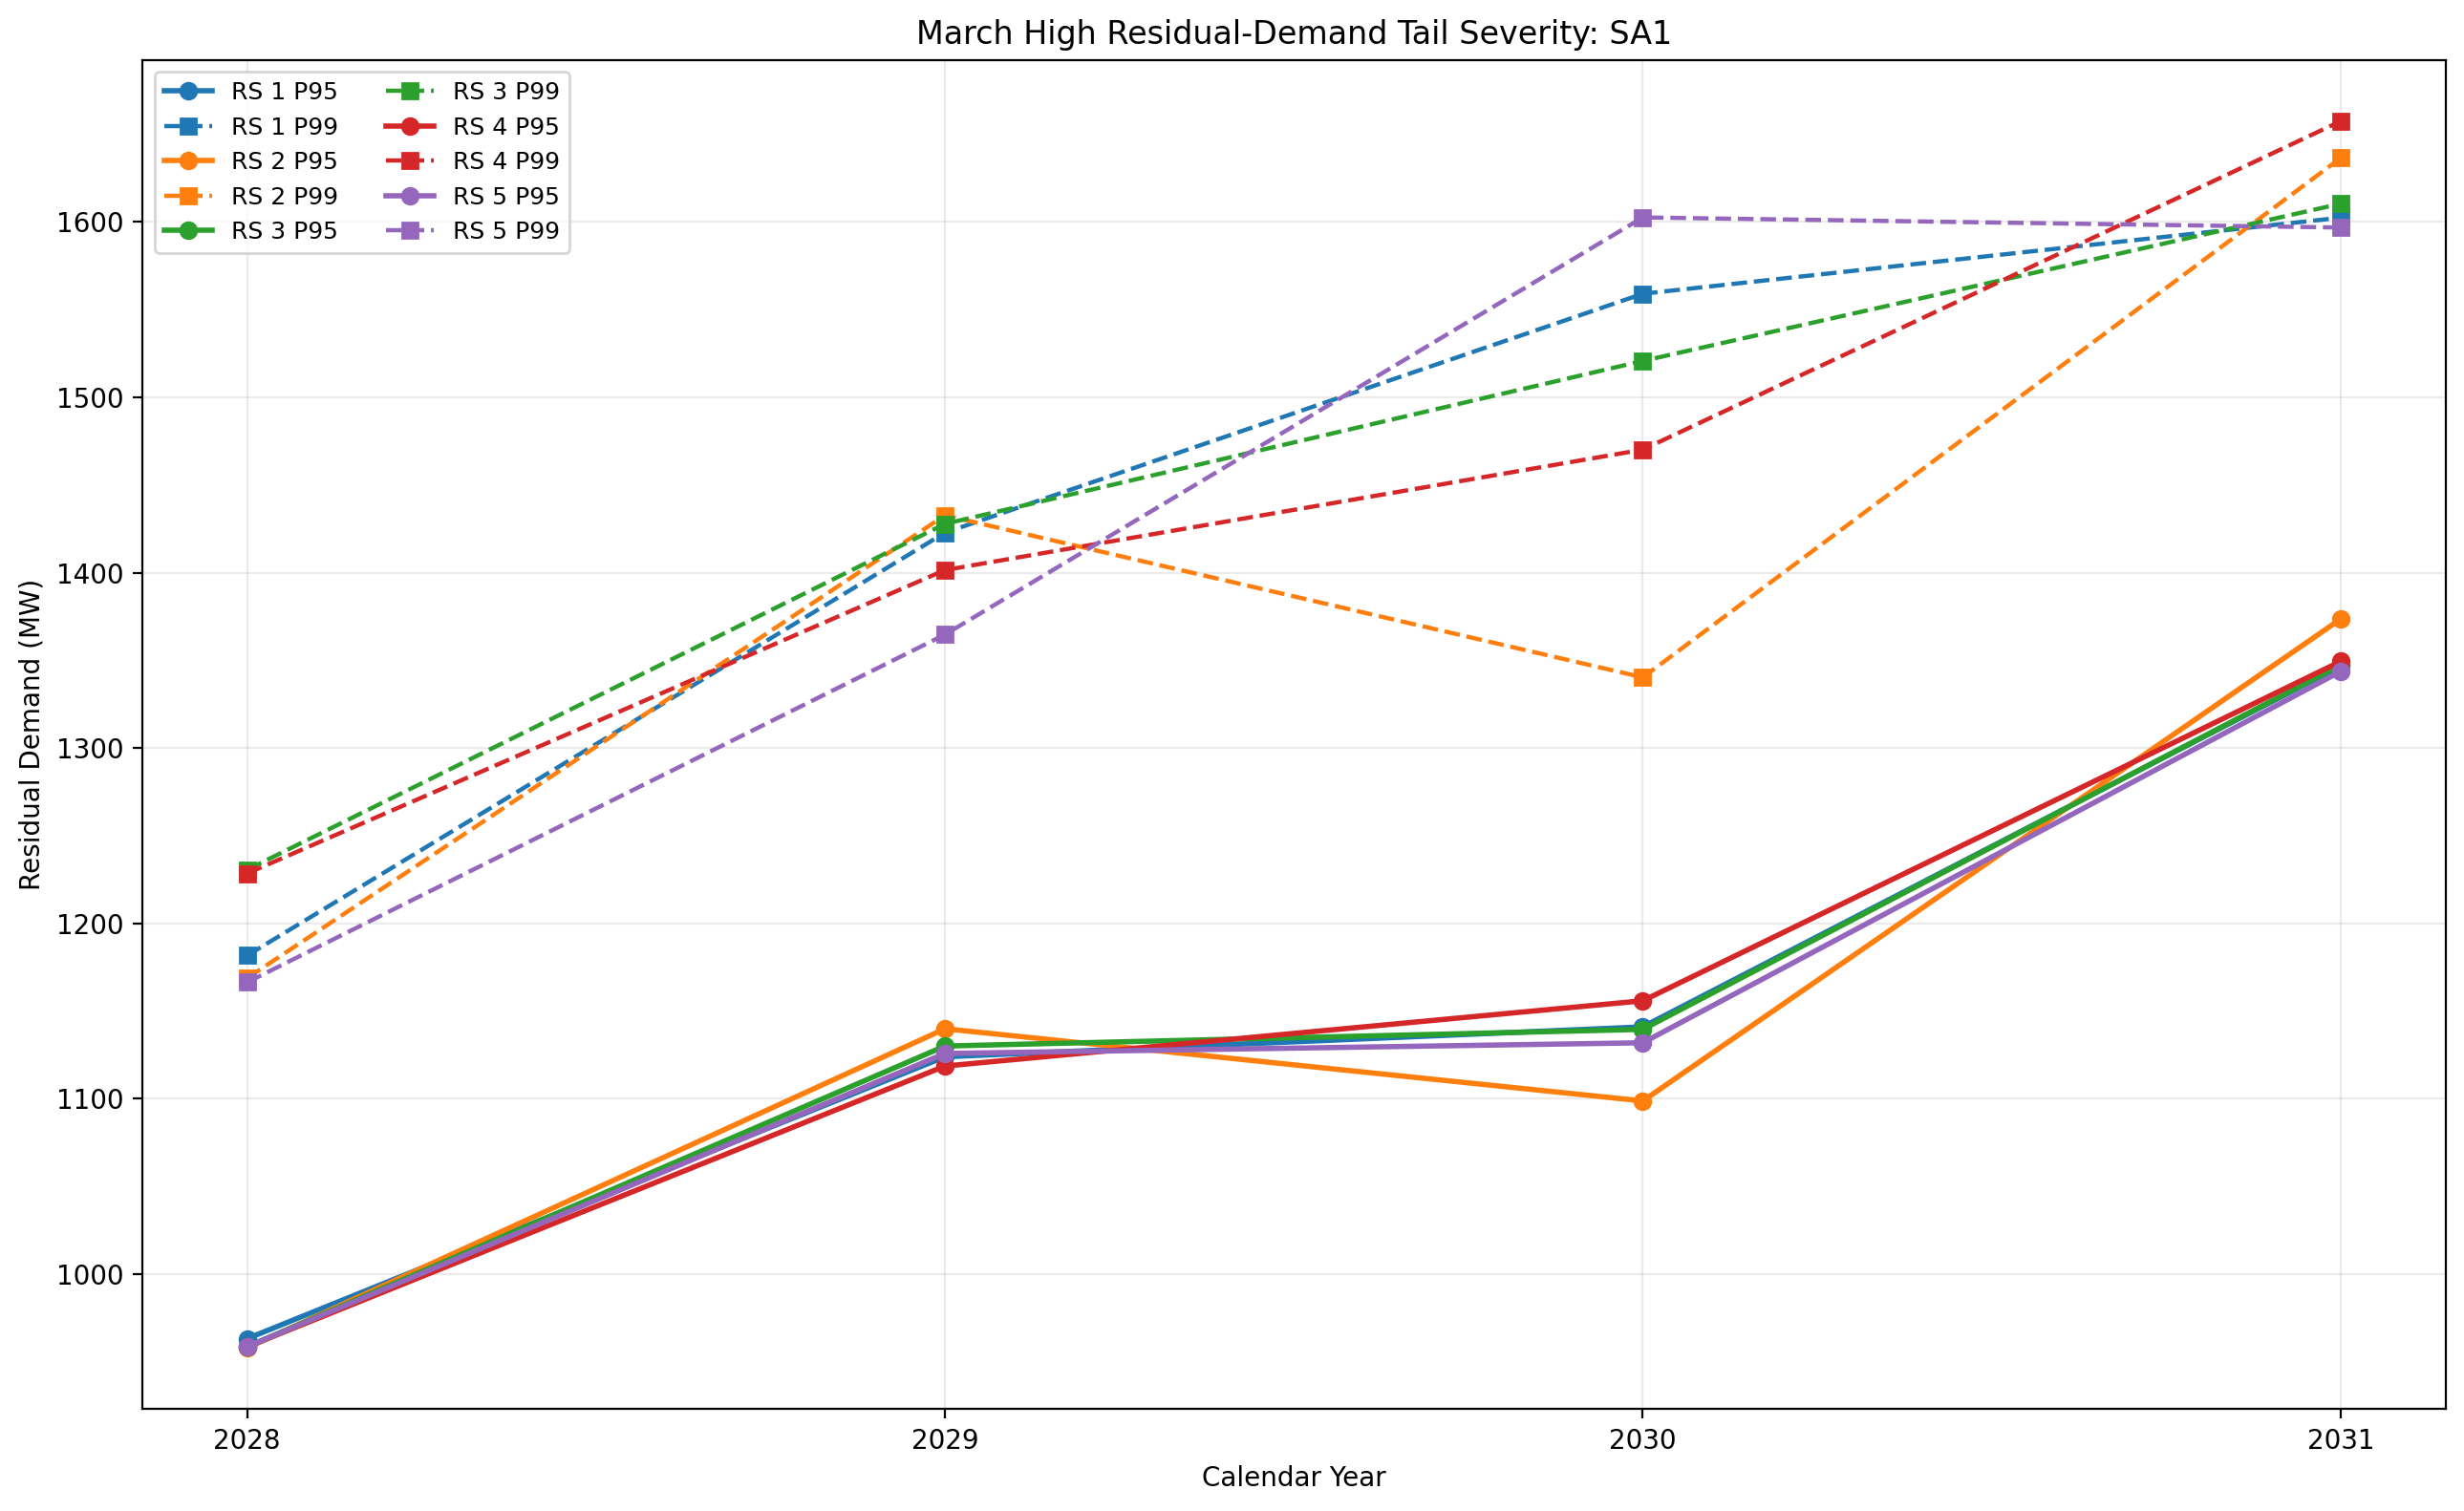 March High Residual-Demand Tail Severity: SA1
RS 1 P95
RS 1 P99
RS 2 P95
RS 2 P99
RS 3 P95
RS 3 P99
RS 4 P95
RS 4 P99
RS 5 P95
RS 5 P99
Residual Demand (MW)
1600
1500
1400
1300
1200
1100
1000
2028
2029
2030
2031
Calendar Year